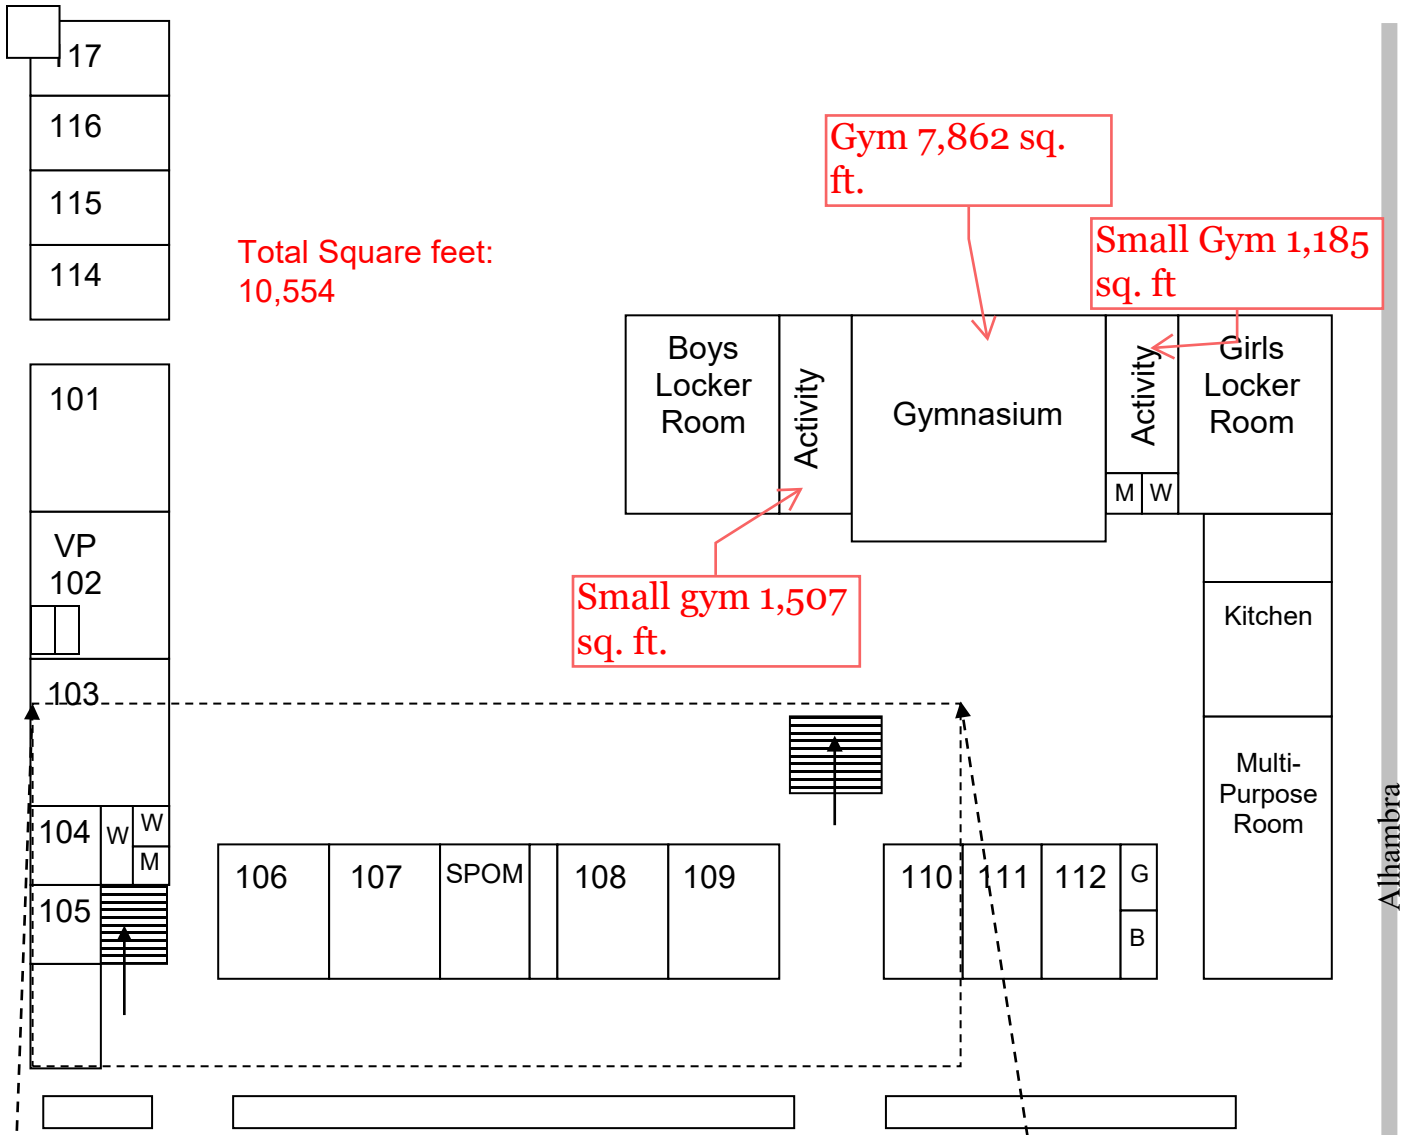 117
116
115
114
Total Square feet:
10,554
Gym 7,862 sq.
ft.
Small Gym 1,185
sq. ft
Boys
Locker
Room
Activity
Gymnasium
Activity
Girls
Locker
Room
M
W
101
VP
102
Small gym 1,507
sq. ft.
Kitchen
103
Multi-
Purpose
Room
Alhambra
104
W
W
M
105
106
107
SPOM
108
109
110
111
112
G
B